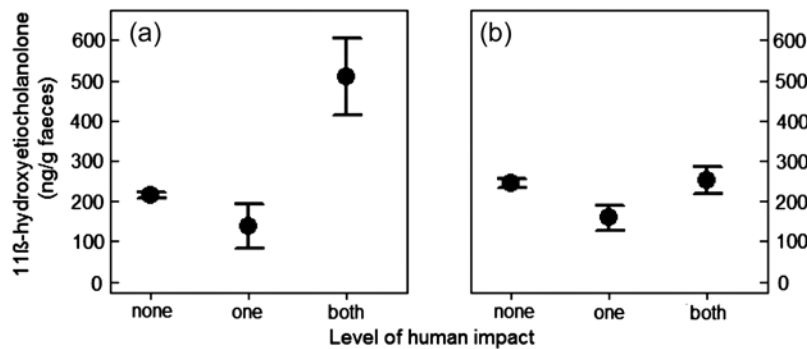 11ß-hydroxyetiocholanolone
(ng/g faeces)
(a)
600
500
400
300
200
100
0
none one both
(b)
600
500
400
300
200
100
0
none one both
Level of human impact